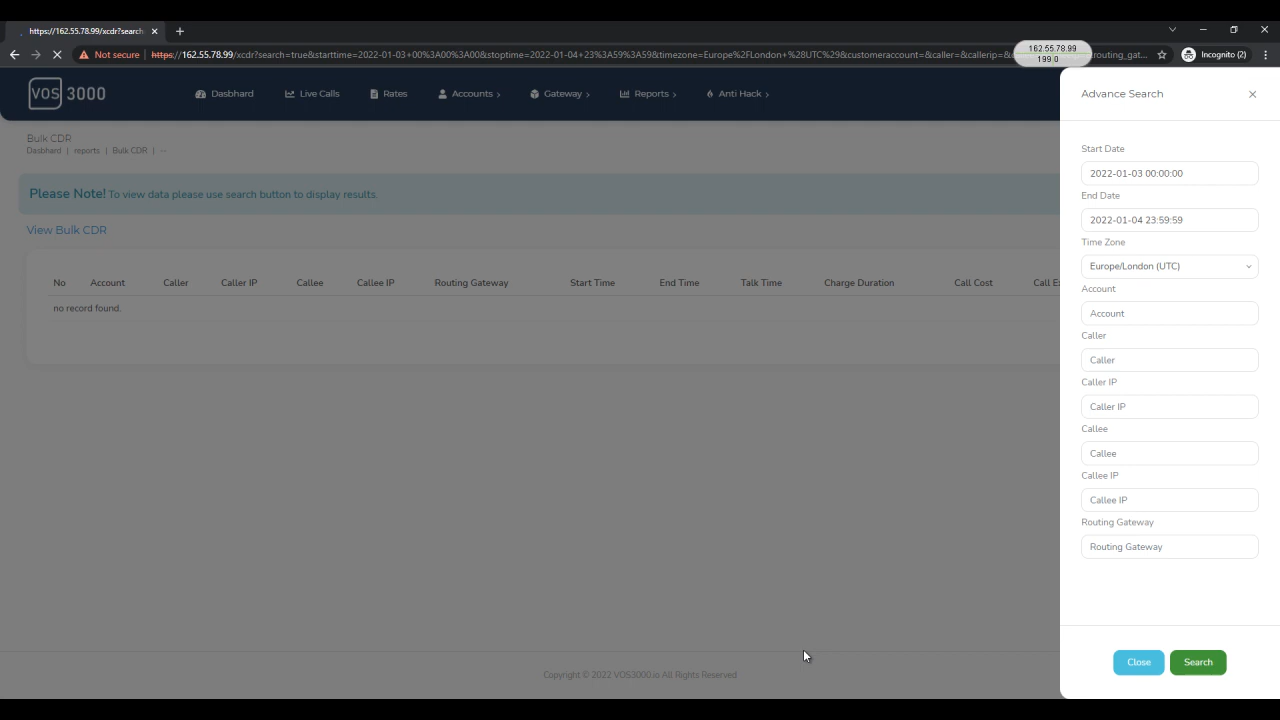 https://162.55.78.99/xcdr?search
Not secure
https://162.55.78.99/xcdr?search=true&starttime=2022-01-03+00%3A00%3A00&stoptime=2022-01-04+23%3A59%3A59&timezone=Europe%2FLondon+%28UTC%29&customeraccount=&caller=&callerip=&
routing_gat...
162.55.78.99
199.0
Incognito (2)
VOS 3000
Dasbhard
Live Calls
Rates
Accounts
Gateway
Reports
Anti Hack
Bulk CDR
Dasbhard | reports | Bulk CDR | --
Please Note! To view data please use search button to display results.
View Bulk CDR
No Account Caller Caller IP Callee Callee IP Routing Gateway Start Time End Time Talk Time Charge Duration Call Cost Call Ex
no record found.
Copyright © 2022 VOS3000.io All Rights Reserved
Advance Search
Start Date
2022-01-03 00:00:00
End Date
2022-01-04 23:59:59
Time Zone
Europe/London (UTC)
Account
Account
Caller
Caller
Caller IP
Caller IP
Callee
Callee
Callee IP
Callee IP
Routing Gateway
Routing Gateway
Close
Search